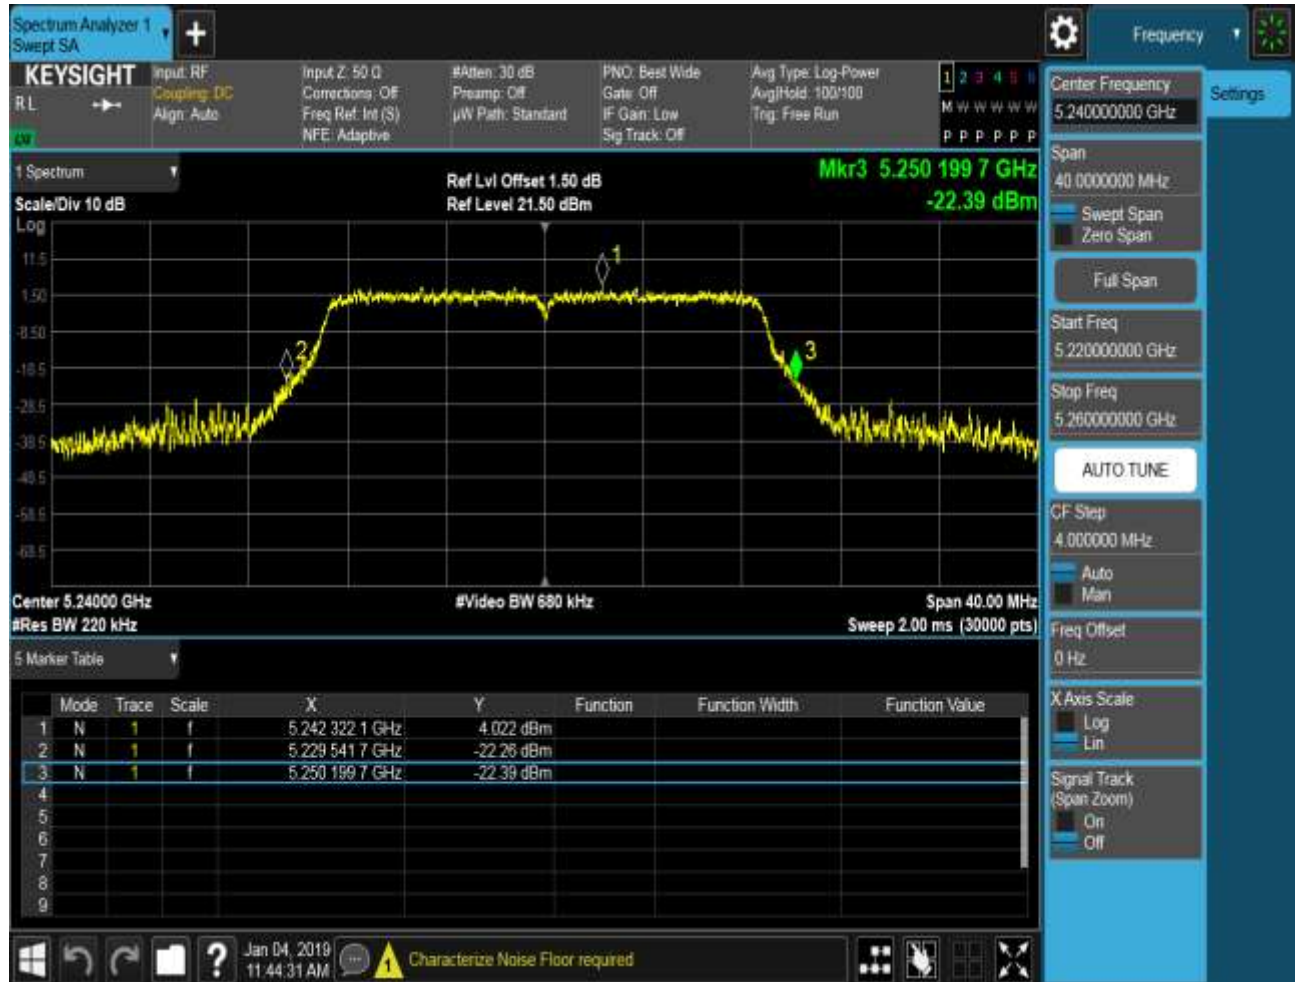 Spectrum Analyzer 1
Swept SA
+
Frequency
KEYSIGHT
RL
Input: RF
Coupling: DC
Align: Auto
Input Z: 50 Ω
Corrections: Off
Freq Ref: Int (S)
NFE: Adaptive
#Atten: 30 dB
Preamp: Off
µW Path: Standard
PNO: Best Wide
Gate: Off
IF Gain: Low
Sig Track: Off
Avg Type: Log-Power
Avg|Hold: 100/100
Trig: Free Run
1 2 3 4 5 6
M W W W W W
P P P P P P
1 Spectrum
Scale/Div 10 dB
Ref Lvl Offset 1.50 dB
Ref Level 21.50 dBm
Mkr3 5.250 199 7 GHz
-22.39 dBm
Log
11.5
1.50
-8.50
-18.5
-28.5
-38.5
-48.5
-58.5
-68.5
1
2
3
Center 5.24000 GHz
#Video BW 680 kHz
Span 40.00 MHz
#Res BW 220 kHz
Sweep 2.00 ms (30000 pts)
5 Marker Table
Mode Trace Scale X Y Function Function Width Function Value
1 N 1 f 5.242 322 1 GHz 4.022 dBm
2 N 1 f 5.229 541 7 GHz -22.26 dBm
3 N 1 f 5.250 199 7 GHz -22.39 dBm
4
5
6
7
8
9
?
Jan 04, 2019
11:44:31 AM
1
Characterize Noise Floor required
Settings
Center Frequency
5.240000000 GHz
Span
40.0000000 MHz
Swept Span
Zero Span
Full Span
Start Freq
5.220000000 GHz
Stop Freq
5.260000000 GHz
AUTO TUNE
CF Step
4.000000 MHz
Auto
Man
Freq Offset
0 Hz
X Axis Scale
Log
Lin
Signal Track
(Span Zoom)
On
Off